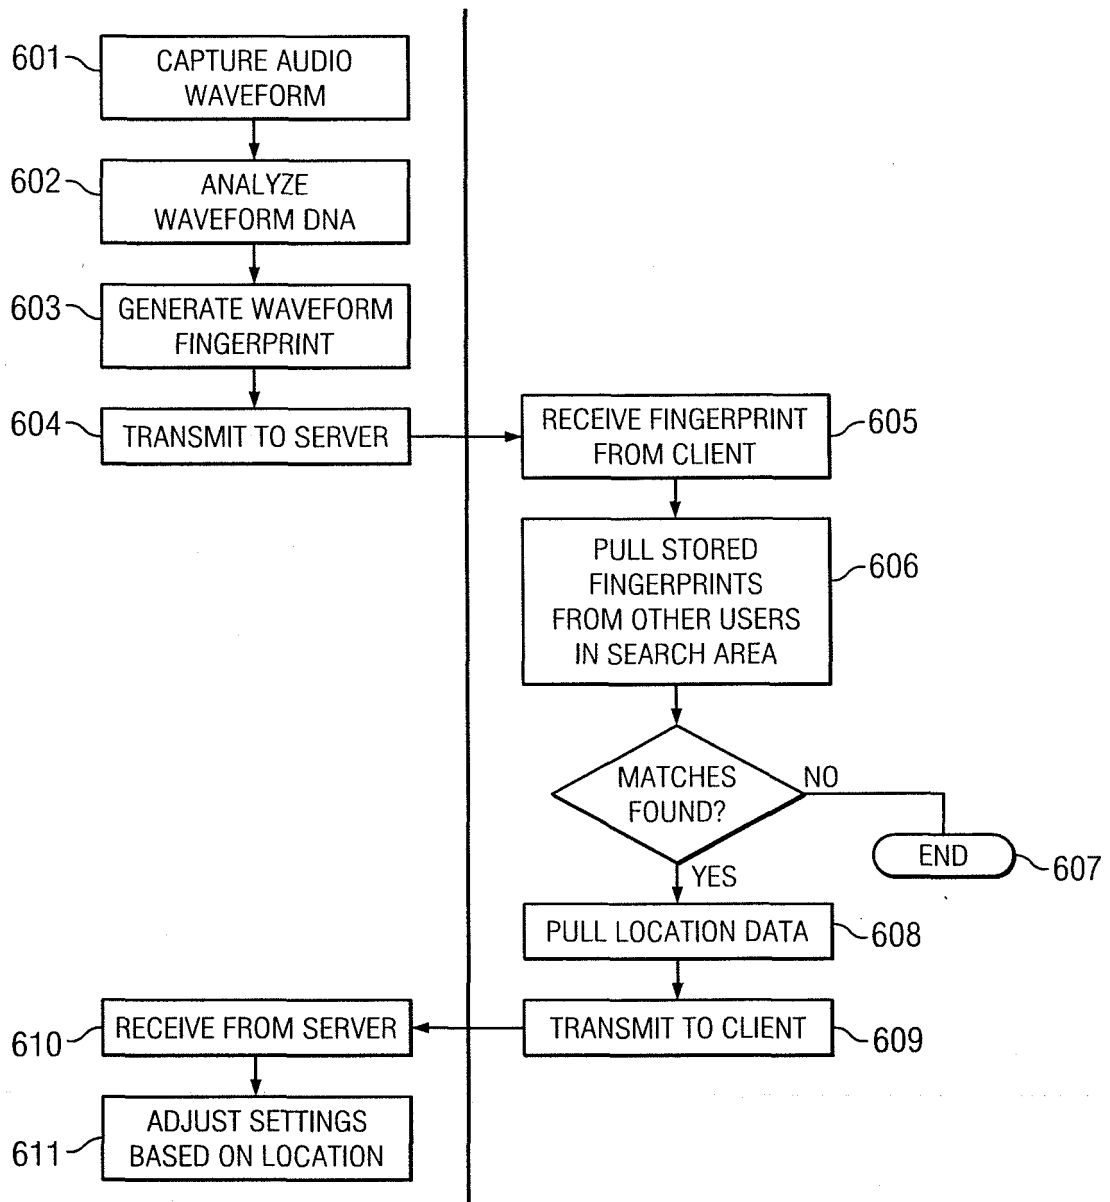 601
CAPTURE AUDIO
WAVEFORM
602
ANALYZE
WAVEFORM DNA
603
GENERATE WAVEFORM
FINGERPRINT
604
TRANSMIT TO SERVER
RECEIVE FINGERPRINT
FROM CLIENT
605
PULL STORED
FINGERPRINTS
FROM OTHER USERS
IN SEARCH AREA
606
MATCHES
FOUND?
NO
END
607
YES
PULL LOCATION DATA
608
TRANSMIT TO CLIENT
609
610
RECEIVE FROM SERVER
611
ADJUST SETTINGS
BASED ON LOCATION